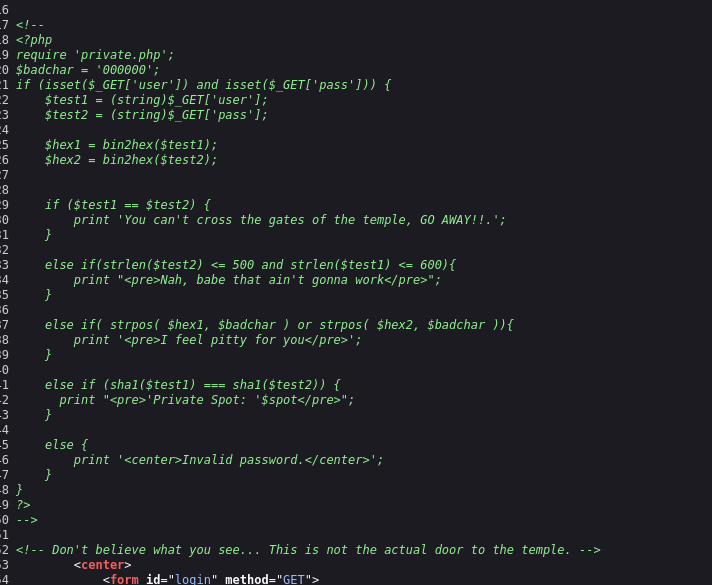 6
7 <!--
8 <?php
9 require 'private.php';
0 $badchar = '000000';
1 if (isset($_GET['user']) and isset($_GET['pass'])) {
2     $test1 = (string)$_GET['user'];
3     $test2 = (string)$_GET['pass'];
4
5     $hex1 = bin2hex($test1);
6     $hex2 = bin2hex($test2);
7
8
9     if ($test1 == $test2) {
0         print 'You can't cross the gates of the temple, GO AWAY!!.';
1     }
2
3     else if(strlen($test2) <= 500 and strlen($test1) <= 600){
4         print "<pre>Nah, babe that ain't gonna work</pre>";
5     }
6
7     else if( strpos( $hex1, $badchar ) or strpos( $hex2, $badchar )){
8         print '<pre>I feel pitty for you</pre>';
9     }
0
1     else if (sha1($test1) === sha1($test2)) {
2       print "<pre>'Private Spot: '$spot</pre>";
3     }
4
5     else {
6         print '<center>Invalid password.</center>';
7     }
8 }
9 ?>
0 -->
1
2 <!-- Don't believe what you see... This is not the actual door to the temple. -->
3         <center>
4             <form id="login" method="GET">